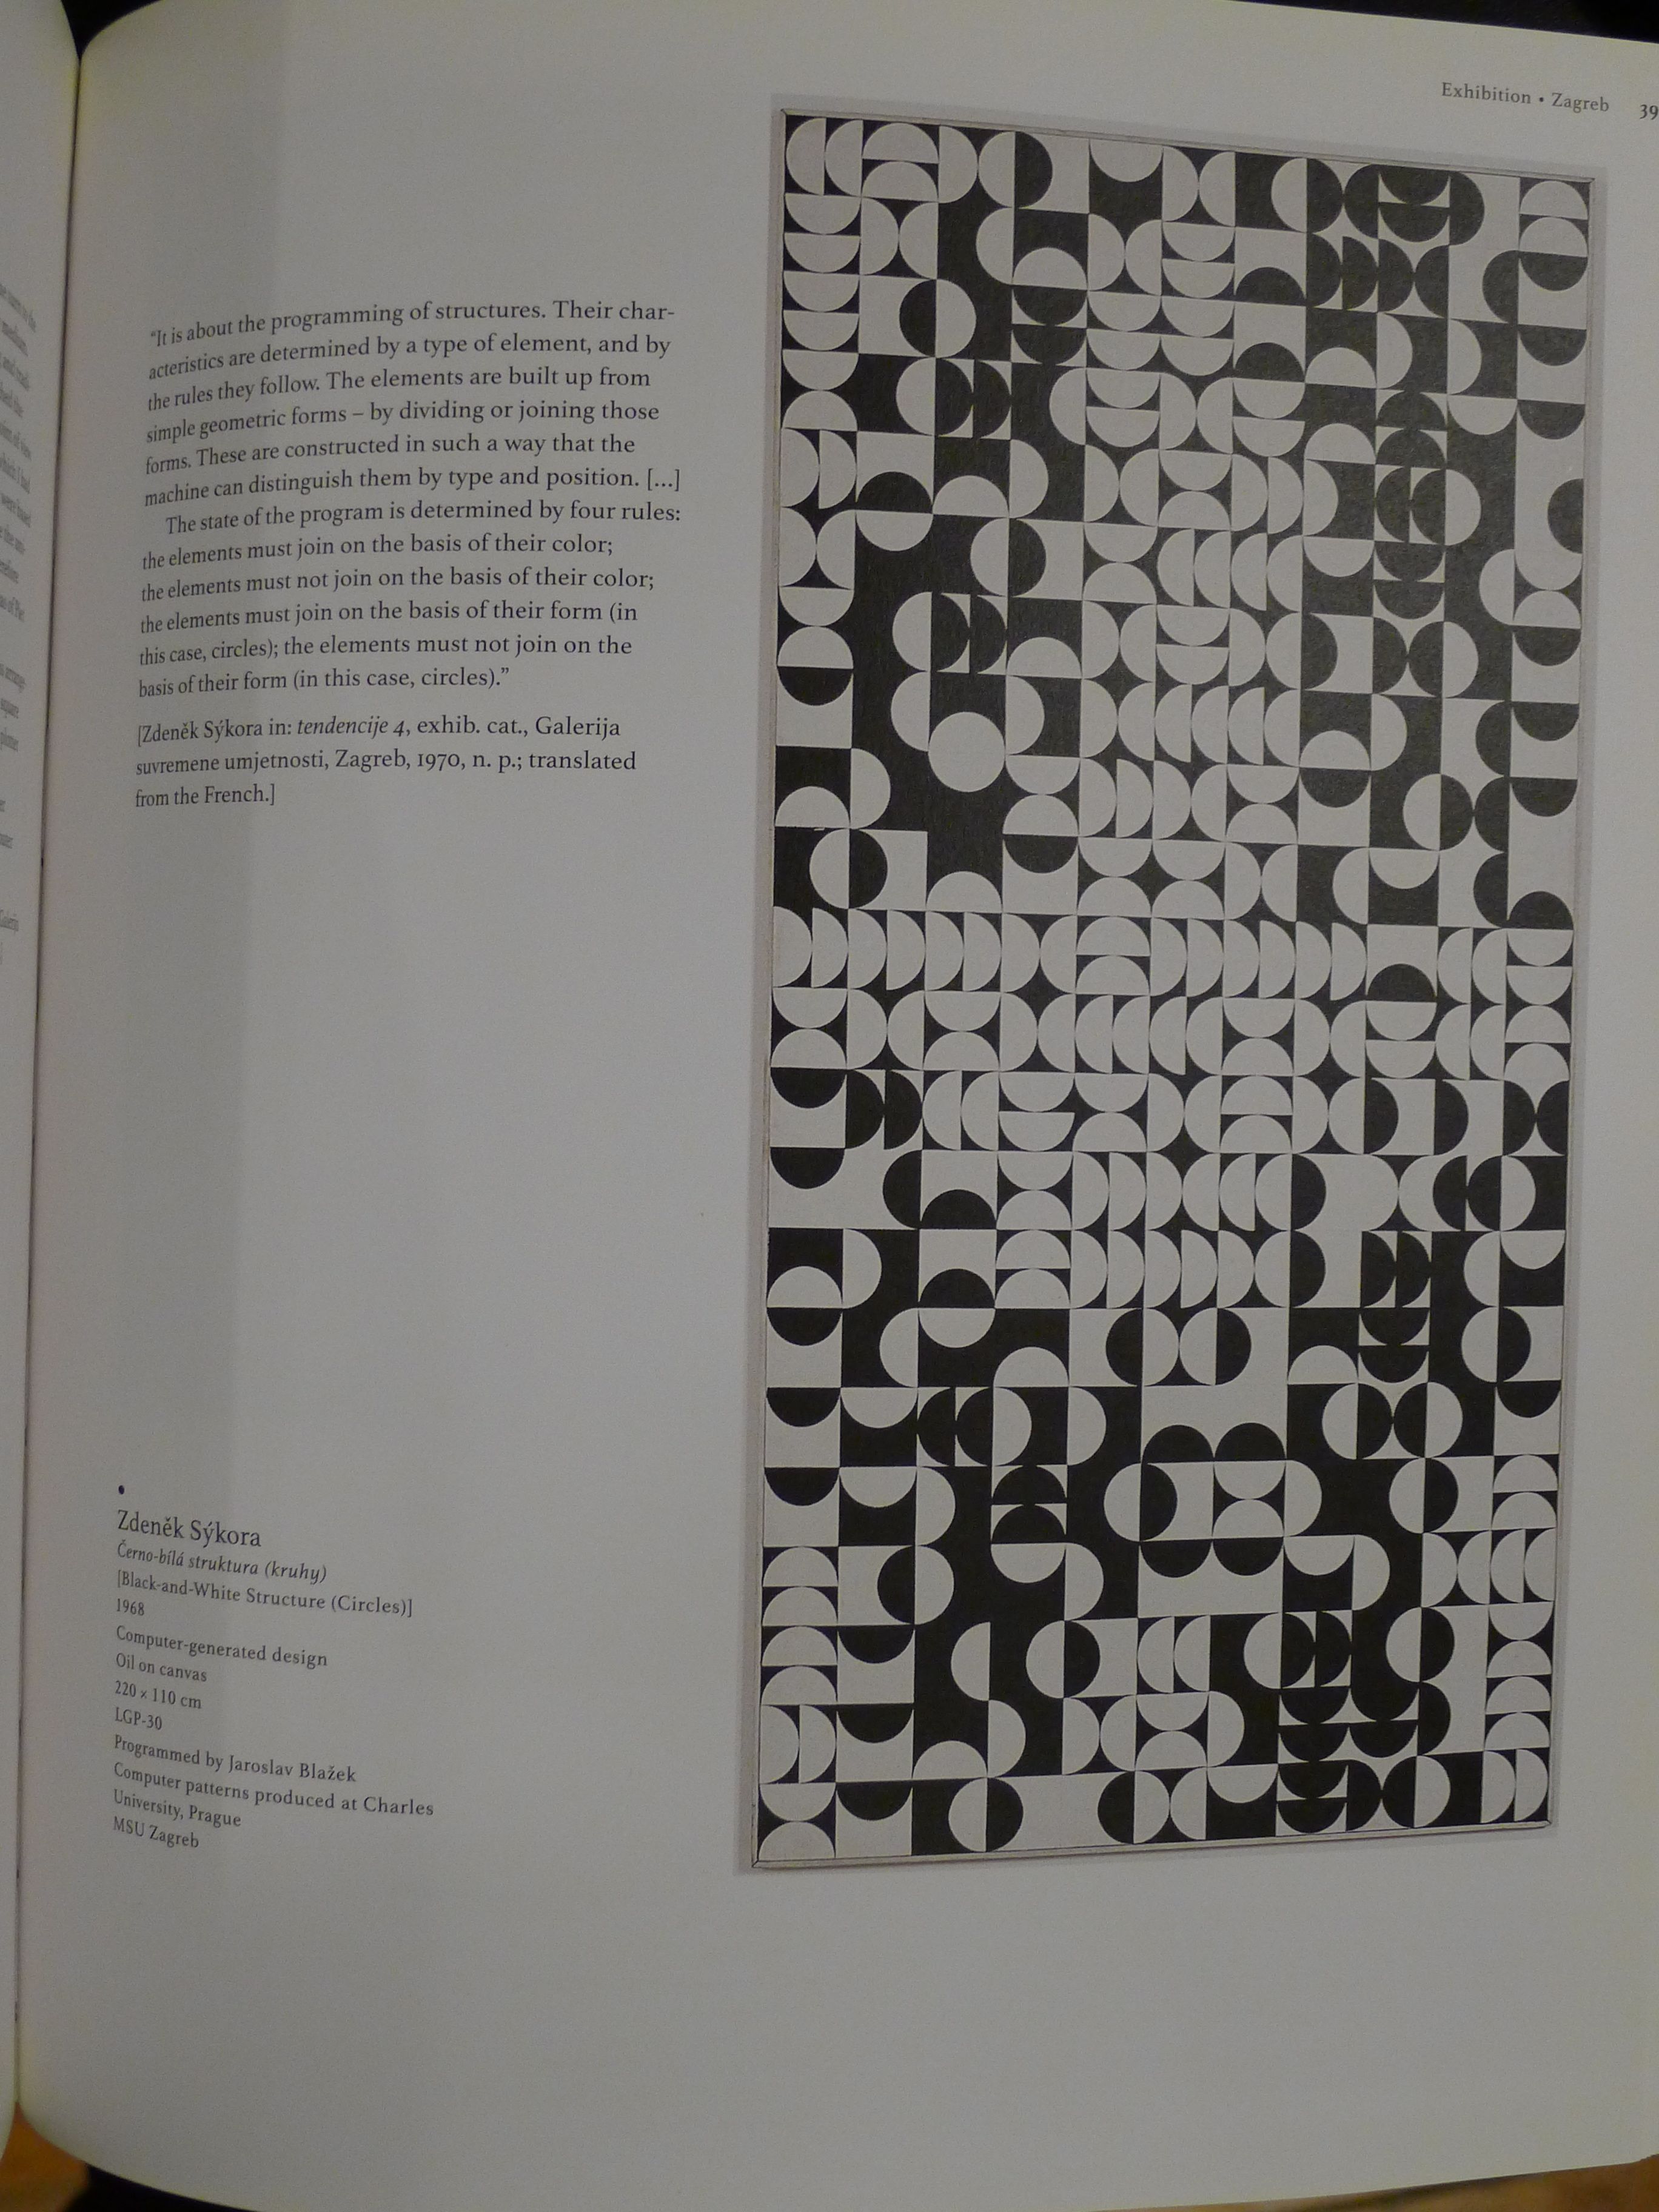 Exhibition • Zagreb 39
“It is about the programming of structures. Their char-
acteristics are determined by a type of element, and by
the rules they follow. The elements are built up from
simple geometric forms – by dividing or joining those
forms. These are constructed in such a way that the
machine can distinguish them by type and position. [...]
The state of the program is determined by four rules:
the elements must join on the basis of their color;
the elements must not join on the basis of their color;
the elements must join on the basis of their form (in
this case, circles); the elements must not join on the
basis of their form (in this case, circles).”
[Zdeněk Sýkora in: tendencije 4, exhib. cat., Galerija
suvremene umjetnosti, Zagreb, 1970, n. p.; translated
from the French.]
•
Zdeněk Sýkora
Černo-bílá struktura (kruhy)
[Black-and-White Structure (Circles)]
1968
Computer-generated design
Oil on canvas
220 × 110 cm
LGP-30
Programmed by Jaroslav Blažek
Computer patterns produced at Charles
University, Prague
MSU Zagreb